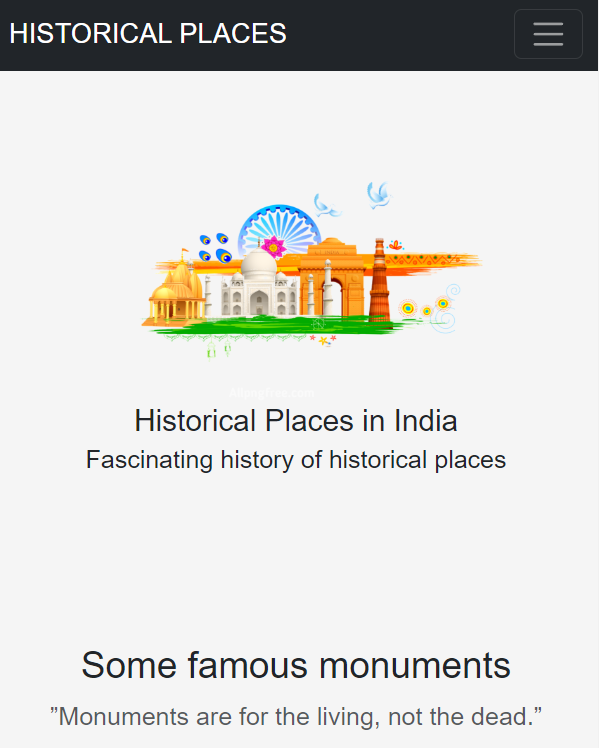 HISTORICAL PLACES
Historical Places in India
Fascinating history of historical places
Some famous monuments
”Monuments are for the living, not the dead.”